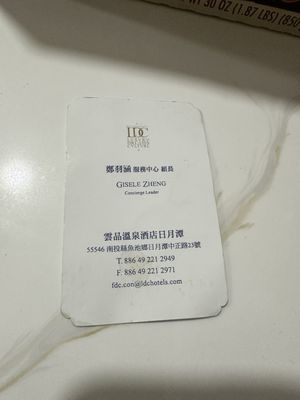 WT 30 OZ (1.87 LBS) (850
LDC
鄭羽涵 服務中心 組長
GISELE ZHENG
Concierge Leader
雲品溫泉酒店日月潭
55546 南投縣魚池鄉日月潭中正路23號
T. 886 49 221 2949
F. 886 49 221 2971
fdc.con@ldchotels.com